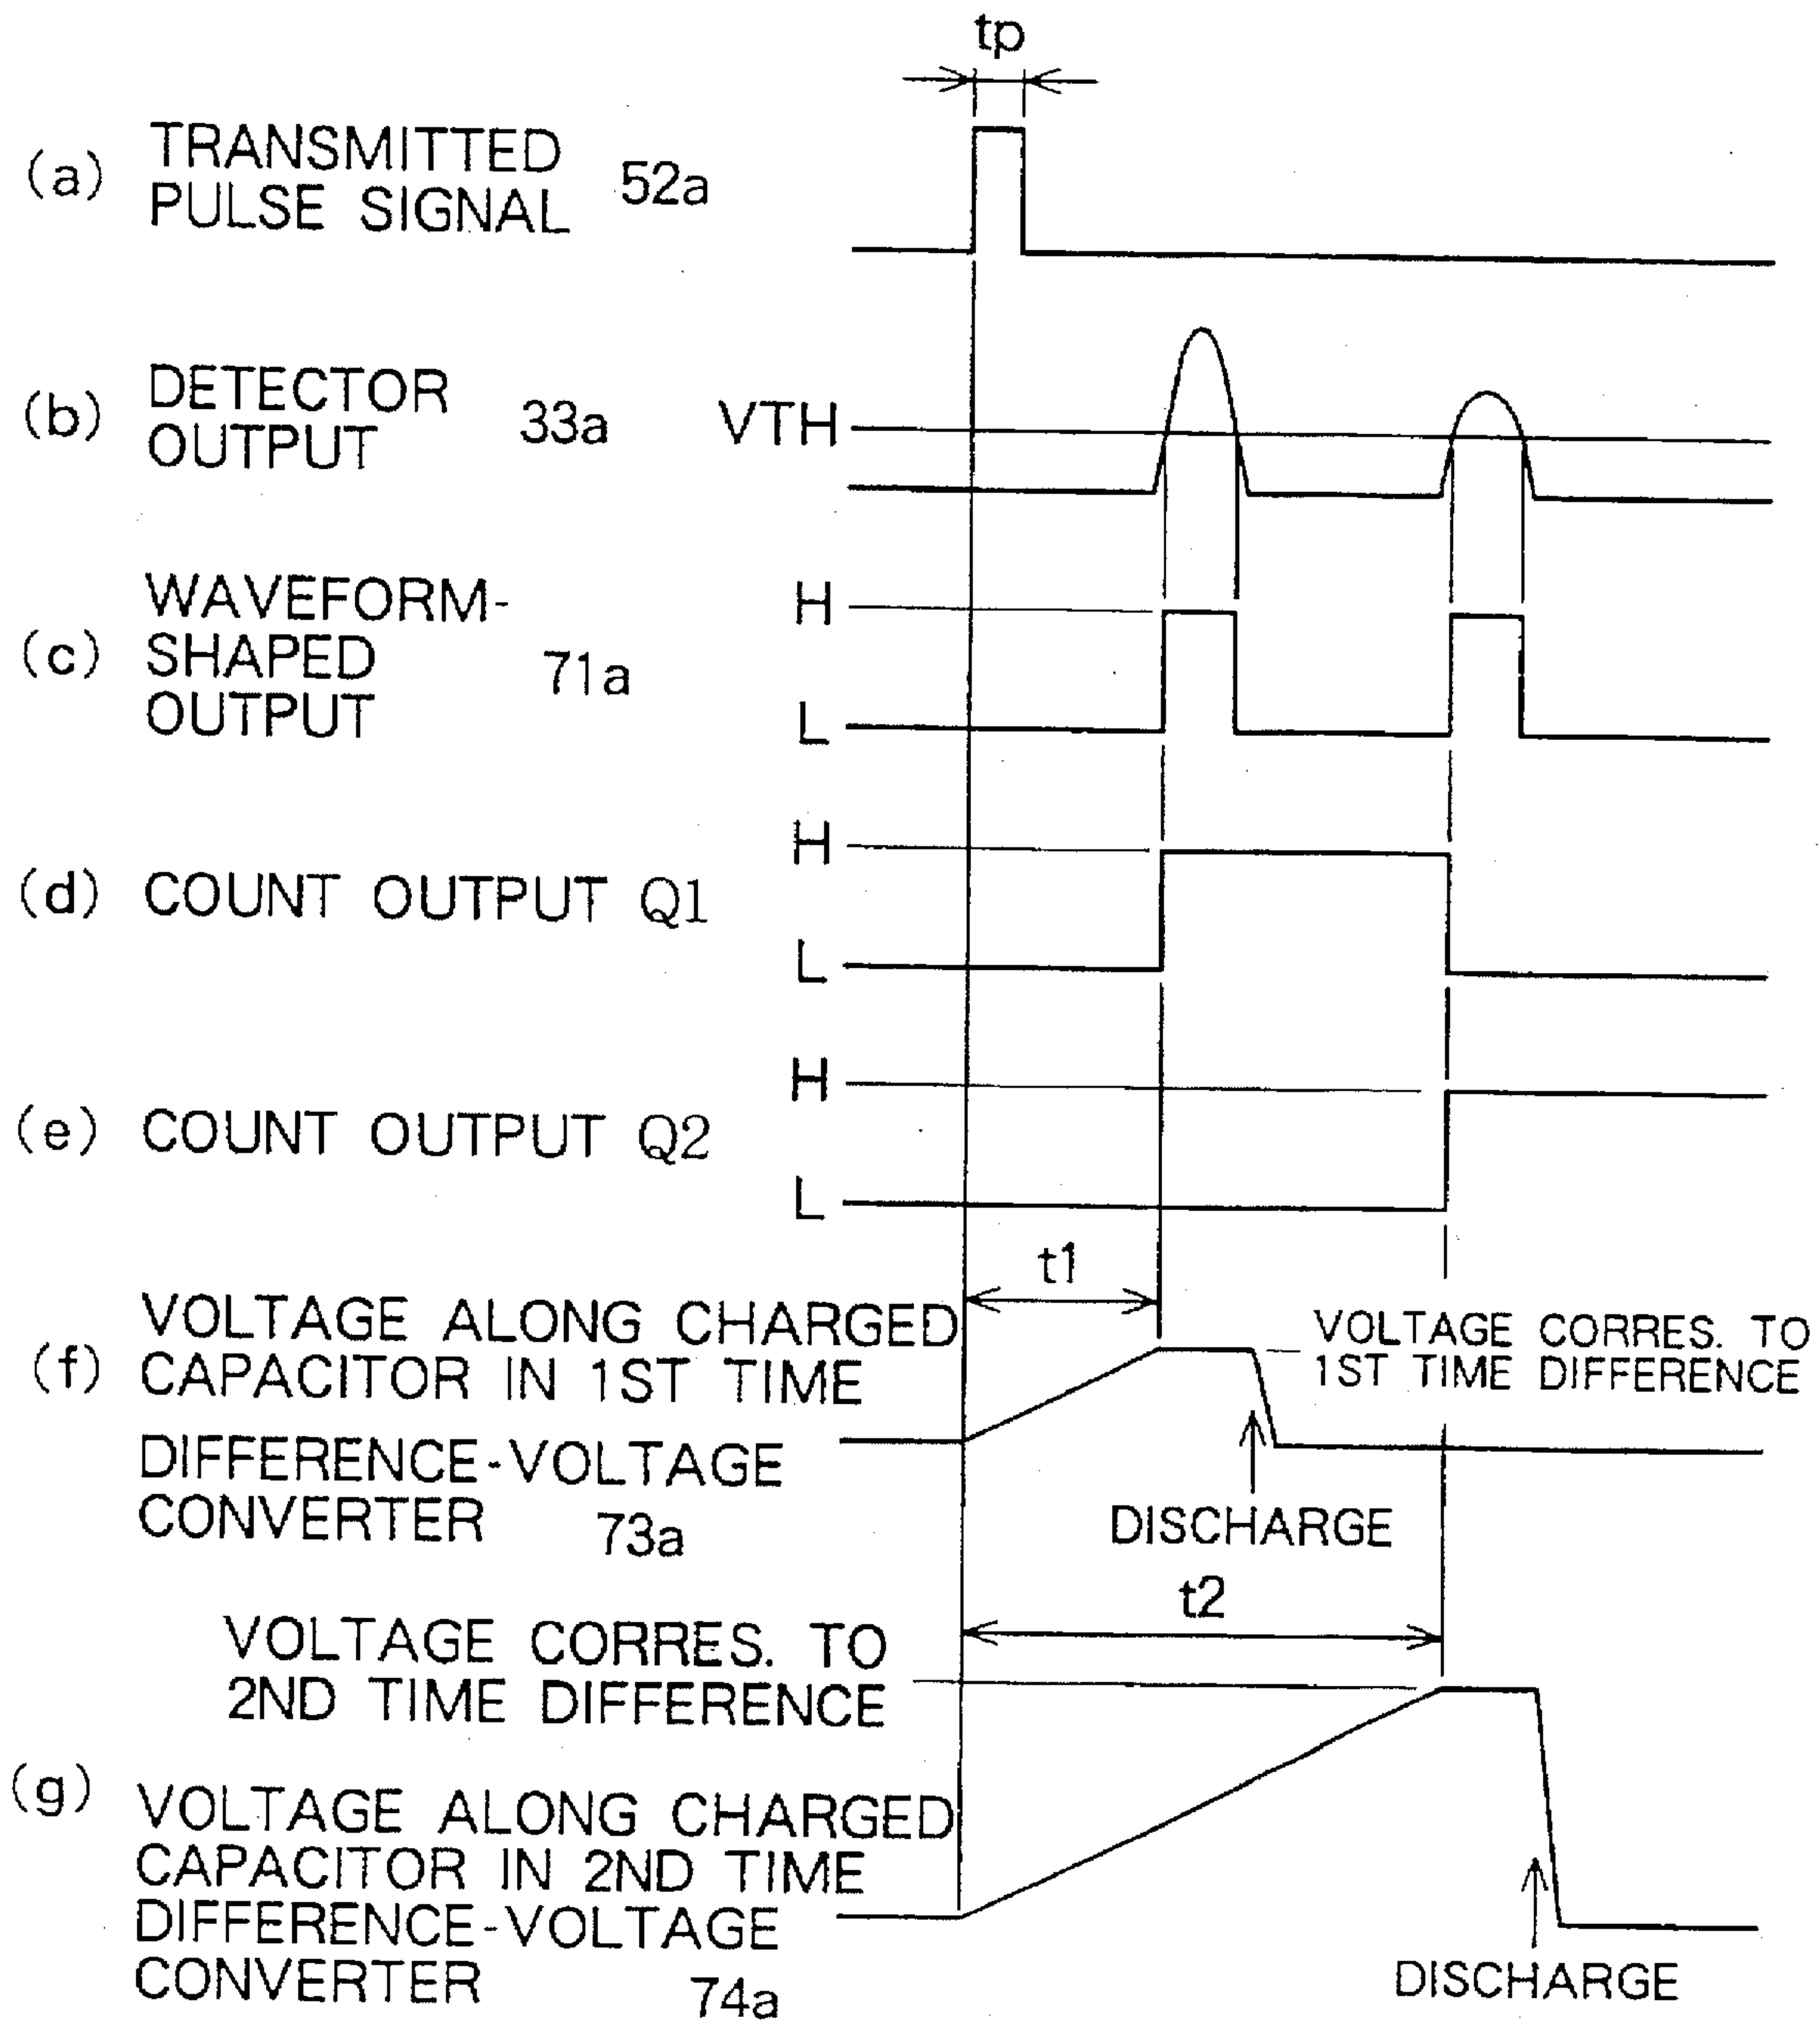 tp
(a) TRANSMITTED
PULSE SIGNAL 52a
(b) DETECTOR
OUTPUT 33a
VTH
(c) WAVEFORM-
SHAPED
OUTPUT 71a
H
L
(d) COUNT OUTPUT Q1
H
L
(e) COUNT OUTPUT Q2
H
L
t1
(f) VOLTAGE ALONG CHARGED
CAPACITOR IN 1ST TIME
DIFFERENCE-VOLTAGE
CONVERTER 73a
VOLTAGE CORRES. TO
1ST TIME DIFFERENCE
DISCHARGE
t2
VOLTAGE CORRES. TO
2ND TIME DIFFERENCE
(g) VOLTAGE ALONG CHARGED
CAPACITOR IN 2ND TIME
DIFFERENCE-VOLTAGE
CONVERTER 74a
DISCHARGE